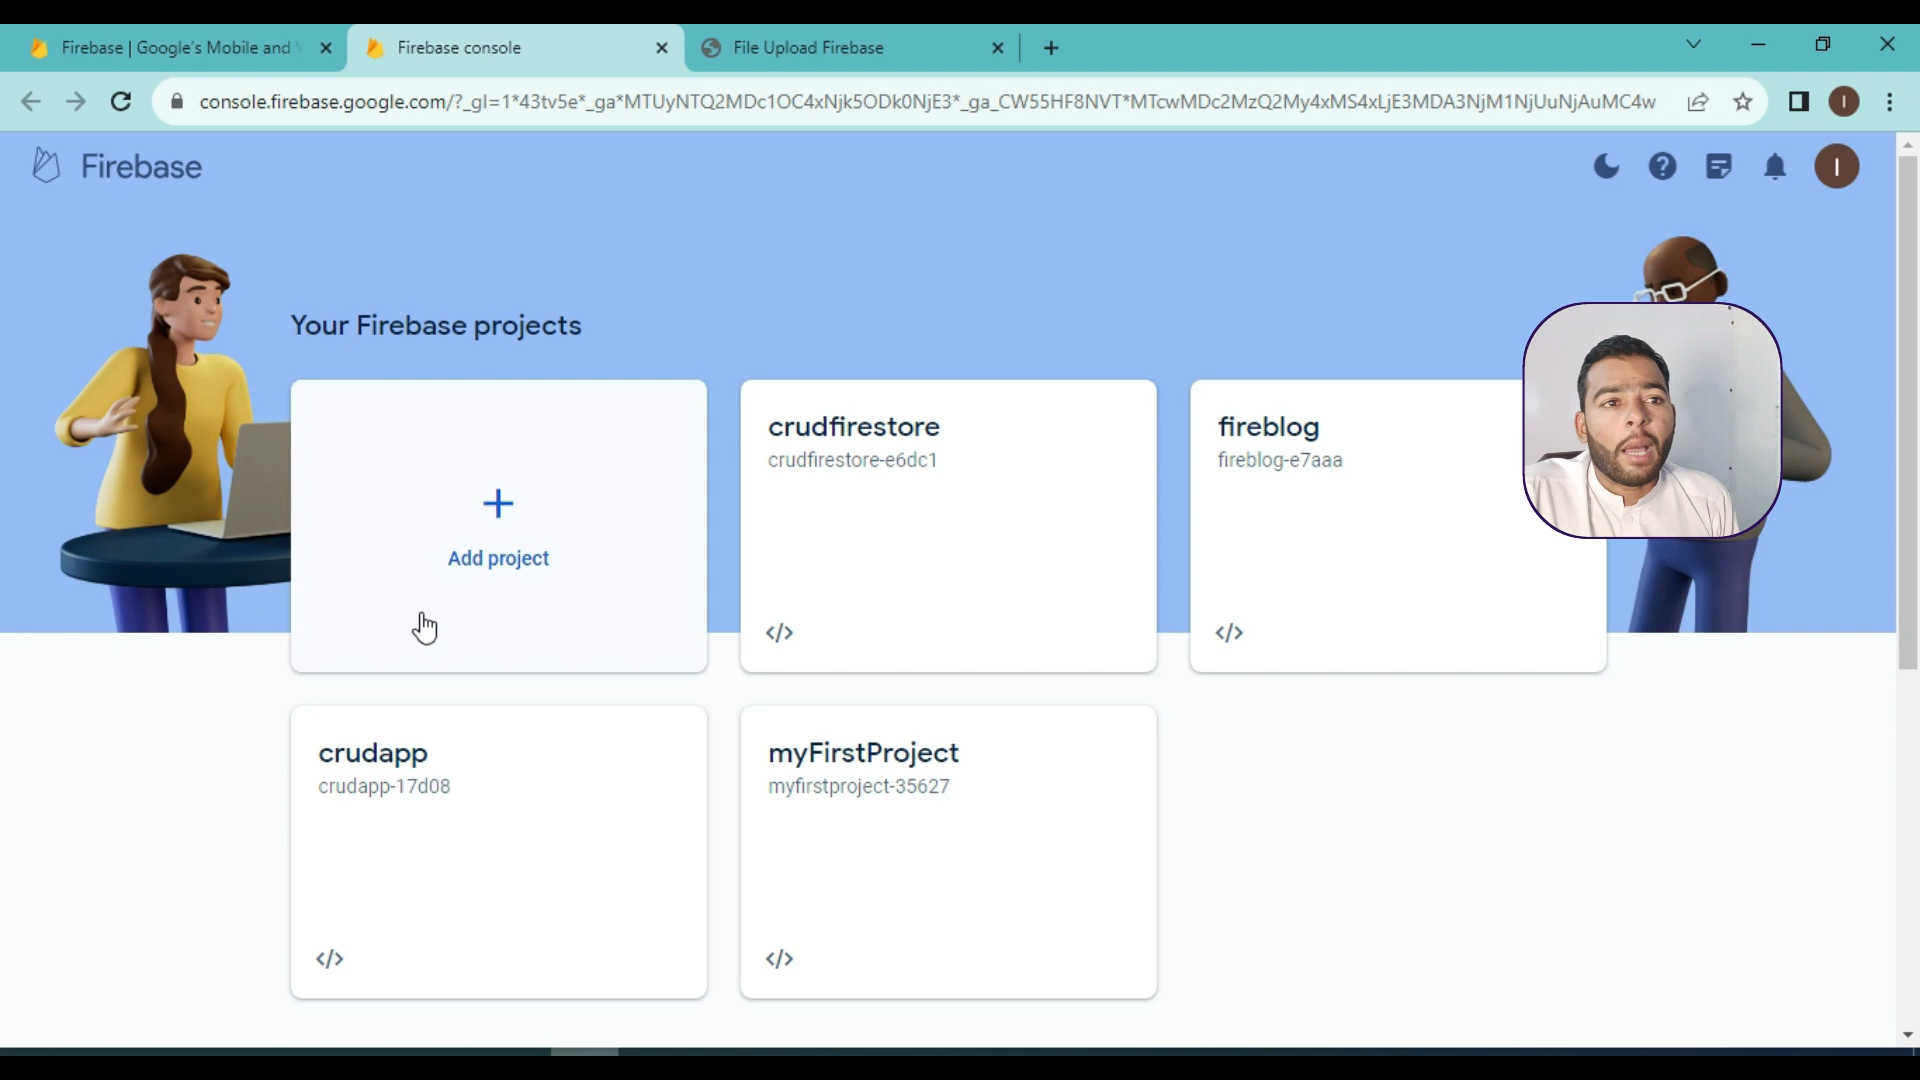 Firebase | Google's Mobile and
Firebase console
File Upload Firebase
console.firebase.google.com/?_gl=1*43tv5e*_ga*MTUyNTQ2MDc1OC4xNjk5ODk0NjE3*_ga_CW55HF8NVT*MTcwMDc2MzQ2My4xMS4xLjE3MDA3NjM1NjUuNjAuMC4w
I
Firebase
I
Your Firebase projects
Add project
crudfirestore
crudfirestore-e6dc1
</>
fireblog
fireblog-e7aaa
</>
crudapp
crudapp-17d08
</>
myFirstProject
myfirstproject-35627
</>